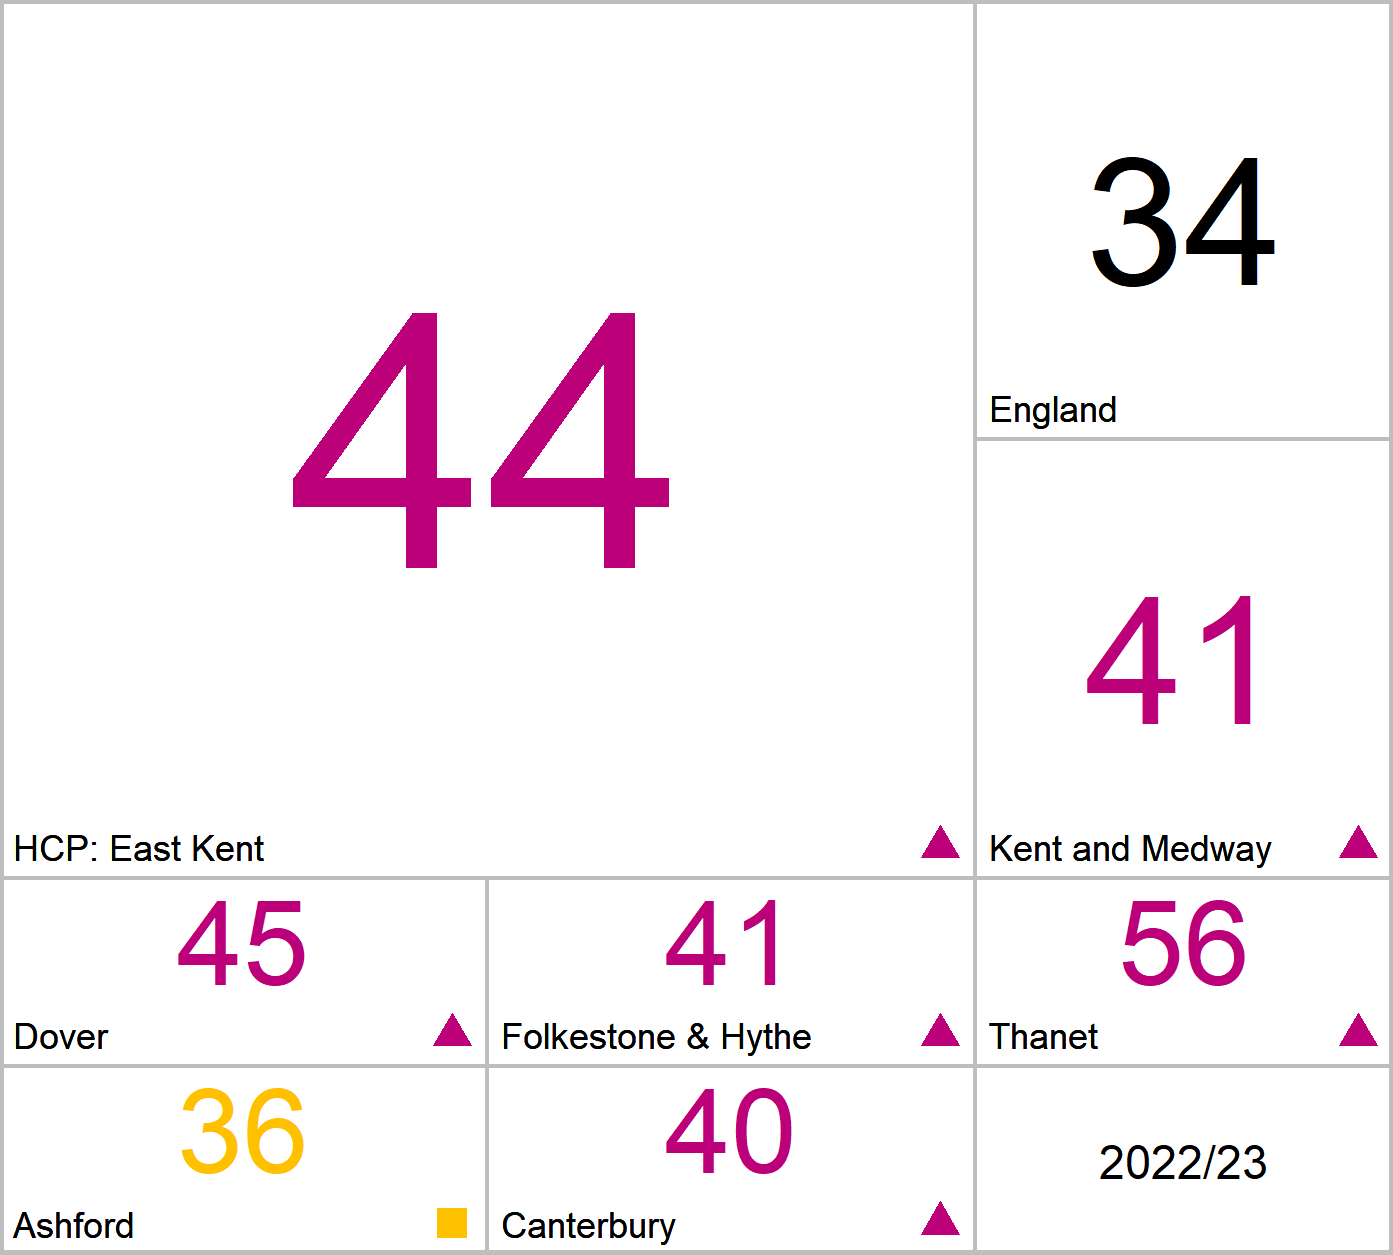 44
HCP: East Kent
34
England
41
Kent and Medway
45
Dover
41
Folkestone & Hythe
56
Thanet
36
Ashford
40
Canterbury
2022/23